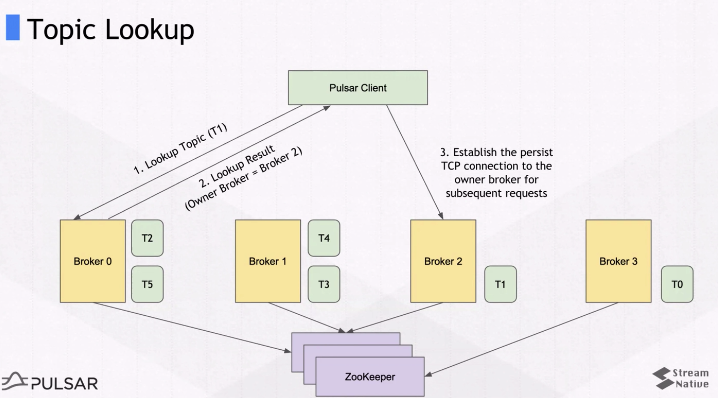 Topic Lookup
Pulsar Client
1. Lookup Topic (T1)
2. Lookup Result
(Owner Broker = Broker 2)
3. Establish the persist
TCP connection to the
owner broker for
subsequent requests
Broker 0
T2
T5
Broker 1
T4
T3
Broker 2
T1
Broker 3
T0
ZooKeeper
PULSAR
Stream
Native